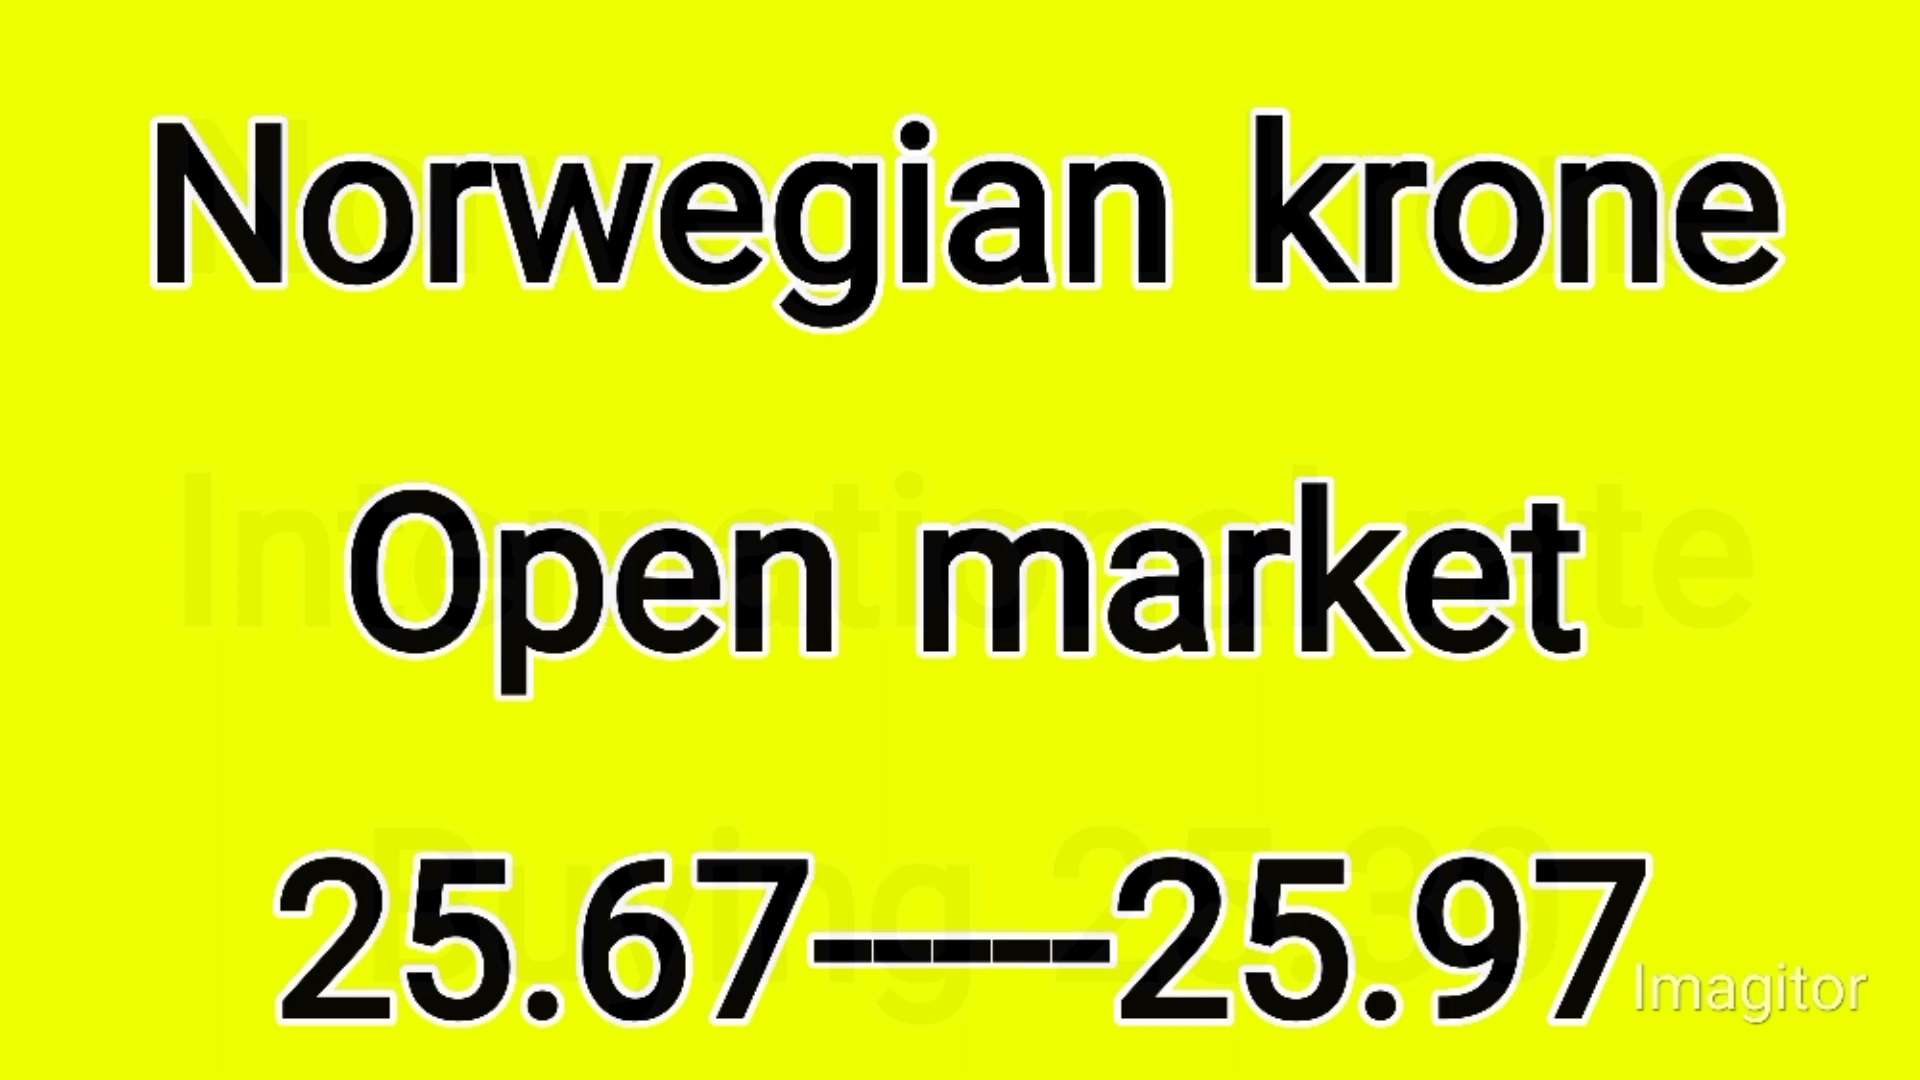 Norwegian krone
Open market
25.67-----25.97
Imagitor